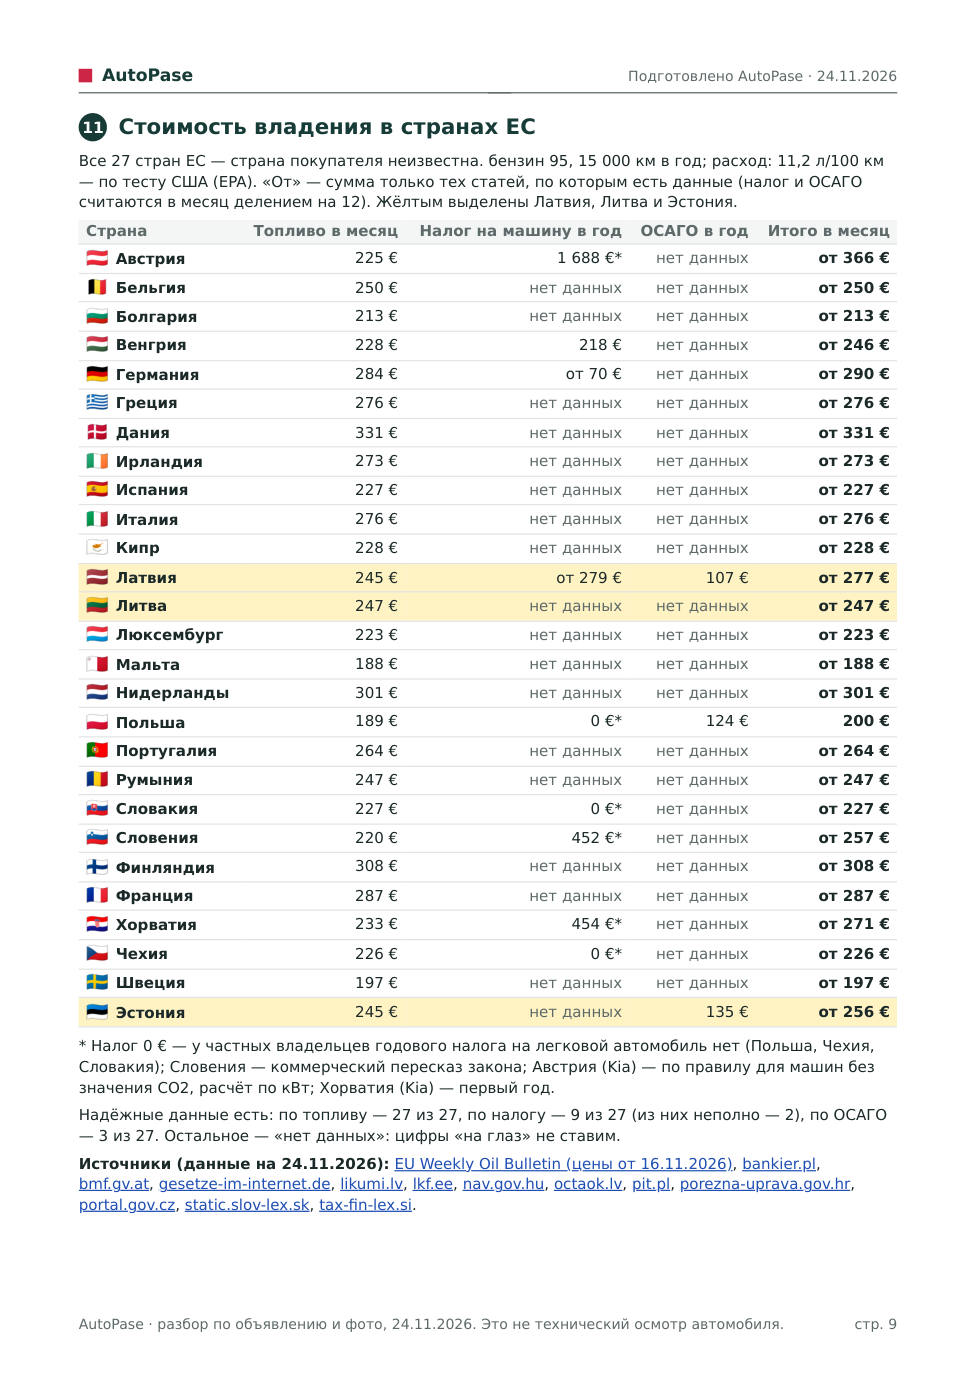 AutoPase
Подготовлено AutoPase · 24.11.2026
11 Стоимость владения в странах ЕС
Все 27 стран ЕС — страна покупателя неизвестна. бензин 95, 15 000 км в год; расход: 11,2 л/100 км
— по тесту США (EPA). «От» — сумма только тех статей, по которым есть данные (налог и ОСАГО
считаются в месяц делением на 12). Жёлтым выделены Латвия, Литва и Эстония.
Страна Топливо в месяц Налог на машину в год ОСАГО в год Итого в месяц
Австрия 225 € 1 688 €* нет данных от 366 €
Бельгия 250 € нет данных нет данных от 250 €
Болгария 213 € нет данных нет данных от 213 €
Венгрия 228 € 218 € нет данных от 246 €
Германия 284 € от 70 € нет данных от 290 €
Греция 276 € нет данных нет данных от 276 €
Дания 331 € нет данных нет данных от 331 €
Ирландия 273 € нет данных нет данных от 273 €
Испания 227 € нет данных нет данных от 227 €
Италия 276 € нет данных нет данных от 276 €
Кипр 228 € нет данных нет данных от 228 €
Латвия 245 € от 279 € 107 € от 277 €
Литва 247 € нет данных нет данных от 247 €
Люксембург 223 € нет данных нет данных от 223 €
Мальта 188 € нет данных нет данных от 188 €
Нидерланды 301 € нет данных нет данных от 301 €
Польша 189 € 0 €* 124 € 200 €
Португалия 264 € нет данных нет данных от 264 €
Румыния 247 € нет данных нет данных от 247 €
Словакия 227 € 0 €* нет данных от 227 €
Словения 220 € 452 €* нет данных от 257 €
Финляндия 308 € нет данных нет данных от 308 €
Франция 287 € нет данных нет данных от 287 €
Хорватия 233 € 454 €* нет данных от 271 €
Чехия 226 € 0 €* нет данных от 226 €
Швеция 197 € нет данных нет данных от 197 €
Эстония 245 € нет данных 135 € от 256 €
* Налог 0 € — у частных владельцев годового налога на легковой автомобиль нет (Польша, Чехия,
Словакия); Словения — коммерческий пересказ закона; Австрия (Kia) — по правилу для машин без
значения CO2, расчёт по кВт; Хорватия (Kia) — первый год.
Надёжные данные есть: по топливу — 27 из 27, по налогу — 9 из 27 (из них неполно — 2), по ОСАГО
— 3 из 27. Остальное — «нет данных»: цифры «на глаз» не ставим.
Источники (данные на 24.11.2026): EU Weekly Oil Bulletin (цены от 16.11.2026), bankier.pl,
bmf.gv.at, gesetze-im-internet.de, likumi.lv, lkf.ee, nav.gov.hu, octaok.lv, pit.pl, porezna-uprava.gov.hr,
portal.gov.cz, static.slov-lex.sk, tax-fin-lex.si.
AutoPase · разбор по объявлению и фото, 24.11.2026. Это не технический осмотр автомобиля.
стр. 9